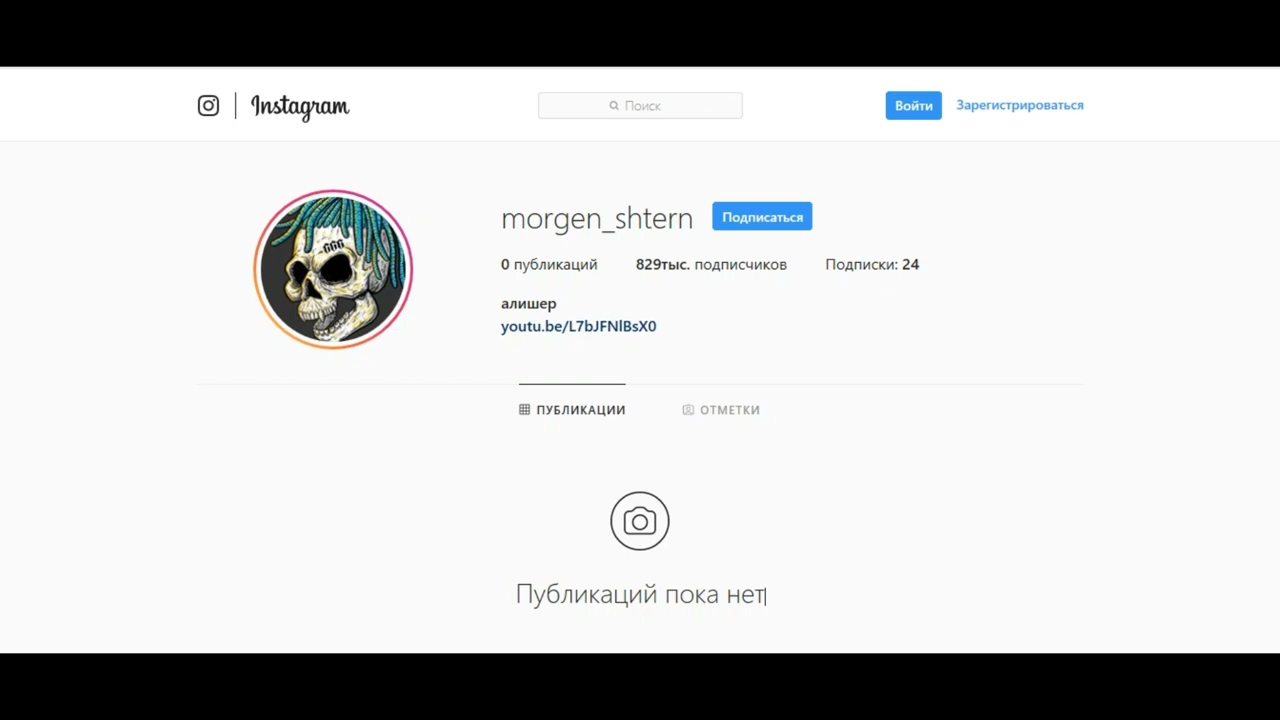 Instagram
Поиск
Войти
Зарегистрироваться
666
morgen_shtern
Подписаться
0 публикаций 829тыс. подписчиков Подписки: 24
алишер
youtu.be/L7bJFNlBsX0
ПУБЛИКАЦИИ ОТМЕТКИ
Публикаций пока нет